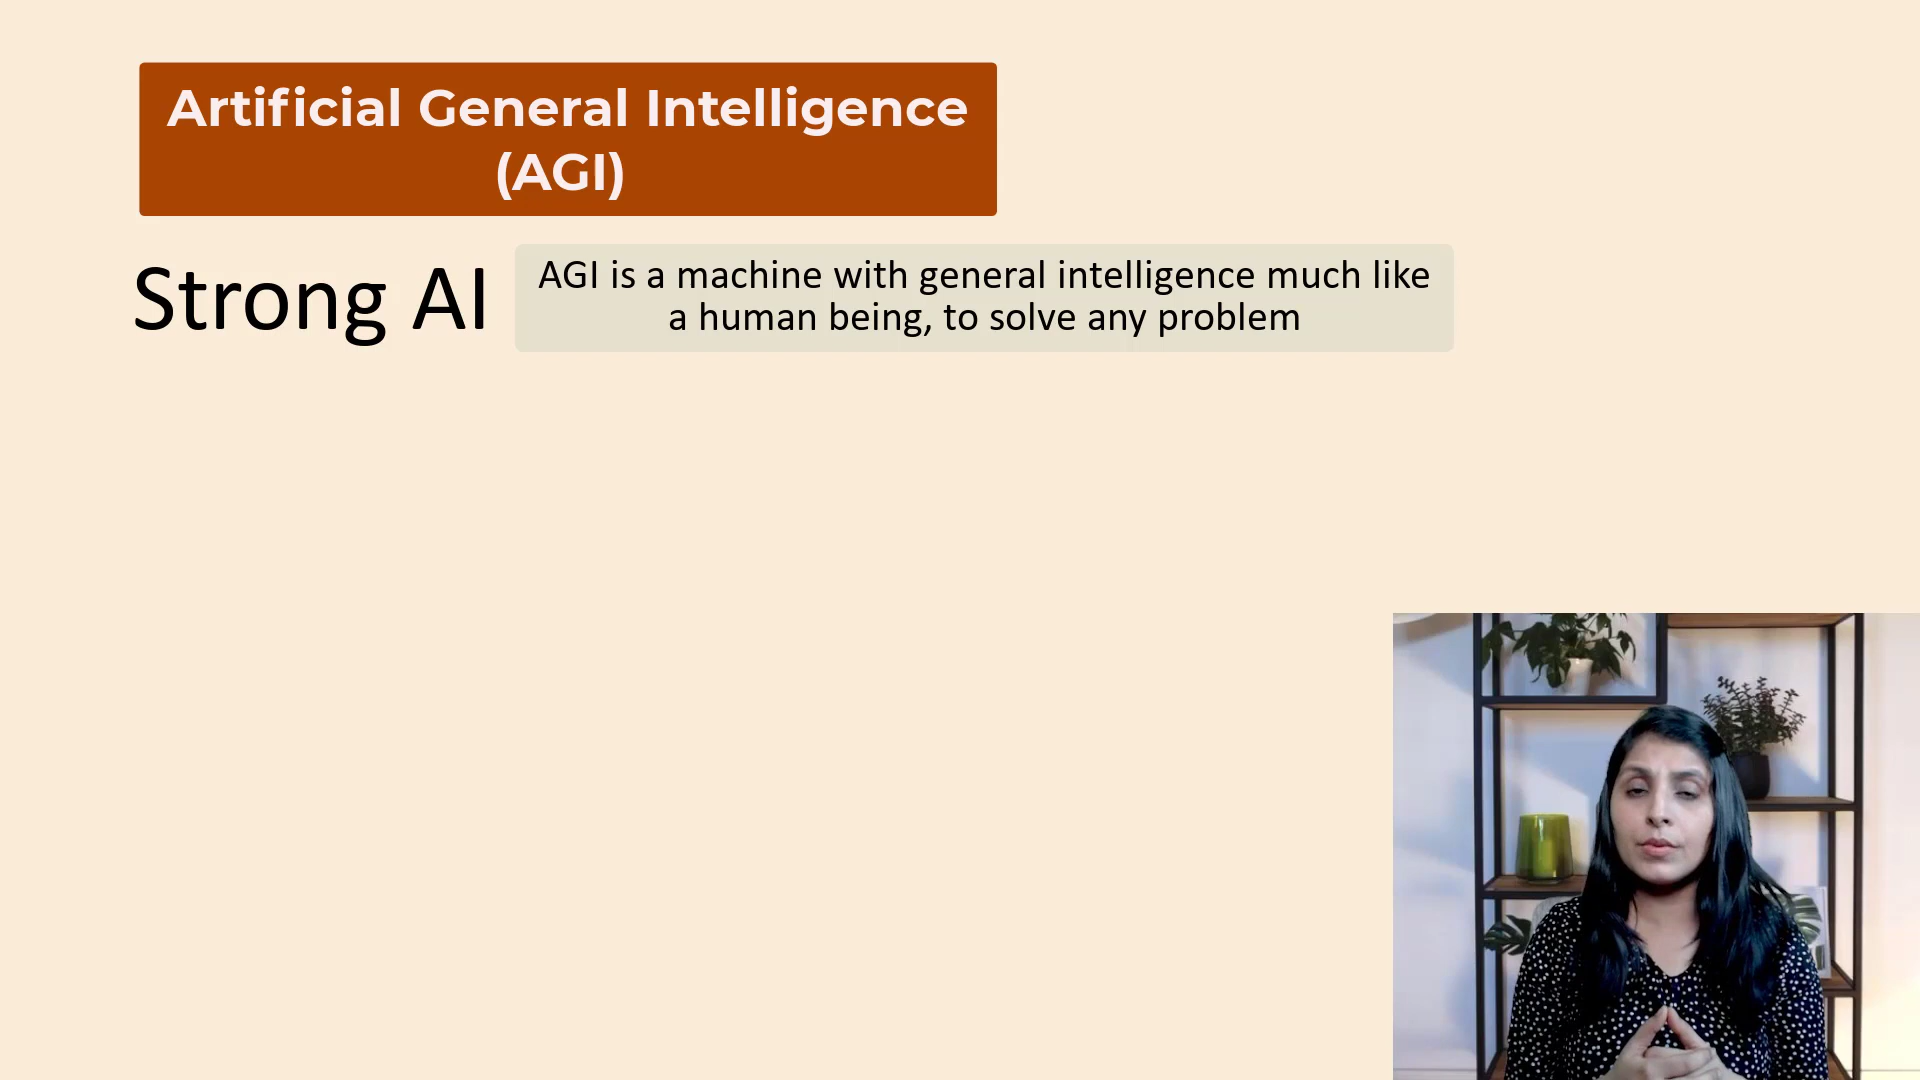 Artificial General Intelligence
(AGI)
Strong AI
AGI is a machine with general intelligence much like
a human being, to solve any problem